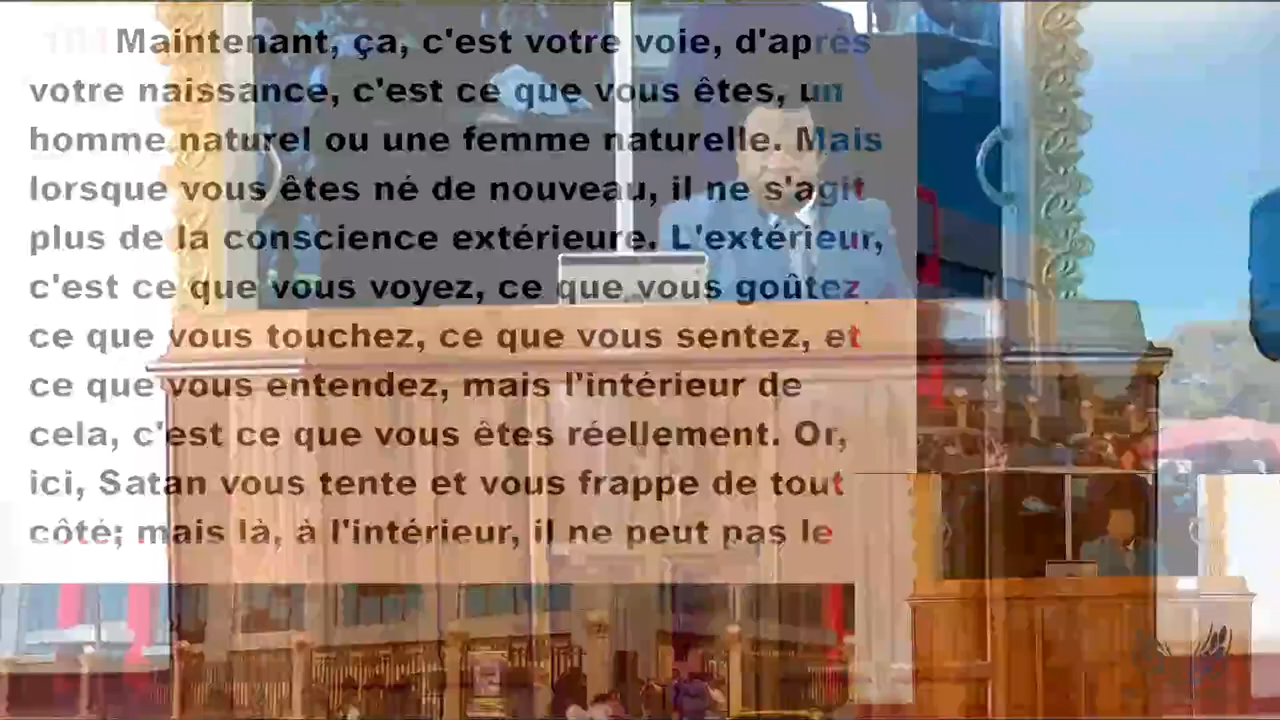 Maintenant, ça, c'est votre voie, d'après
votre naissance, c'est ce que vous êtes, un
homme naturel ou une femme naturelle. Mais
lorsque vous êtes né de nouveau, il ne s'agit
plus de la conscience extérieure. L'extérieur,
c'est ce que vous voyez, ce que vous goûtez,
ce que vous touchez, ce que vous sentez, et
ce que vous entendez, mais l'intérieur de
cela, c'est ce que vous êtes réellement. Or,
ici, Satan vous tente et vous frappe de tout
côté; mais là, à l'intérieur, il ne peut pas le